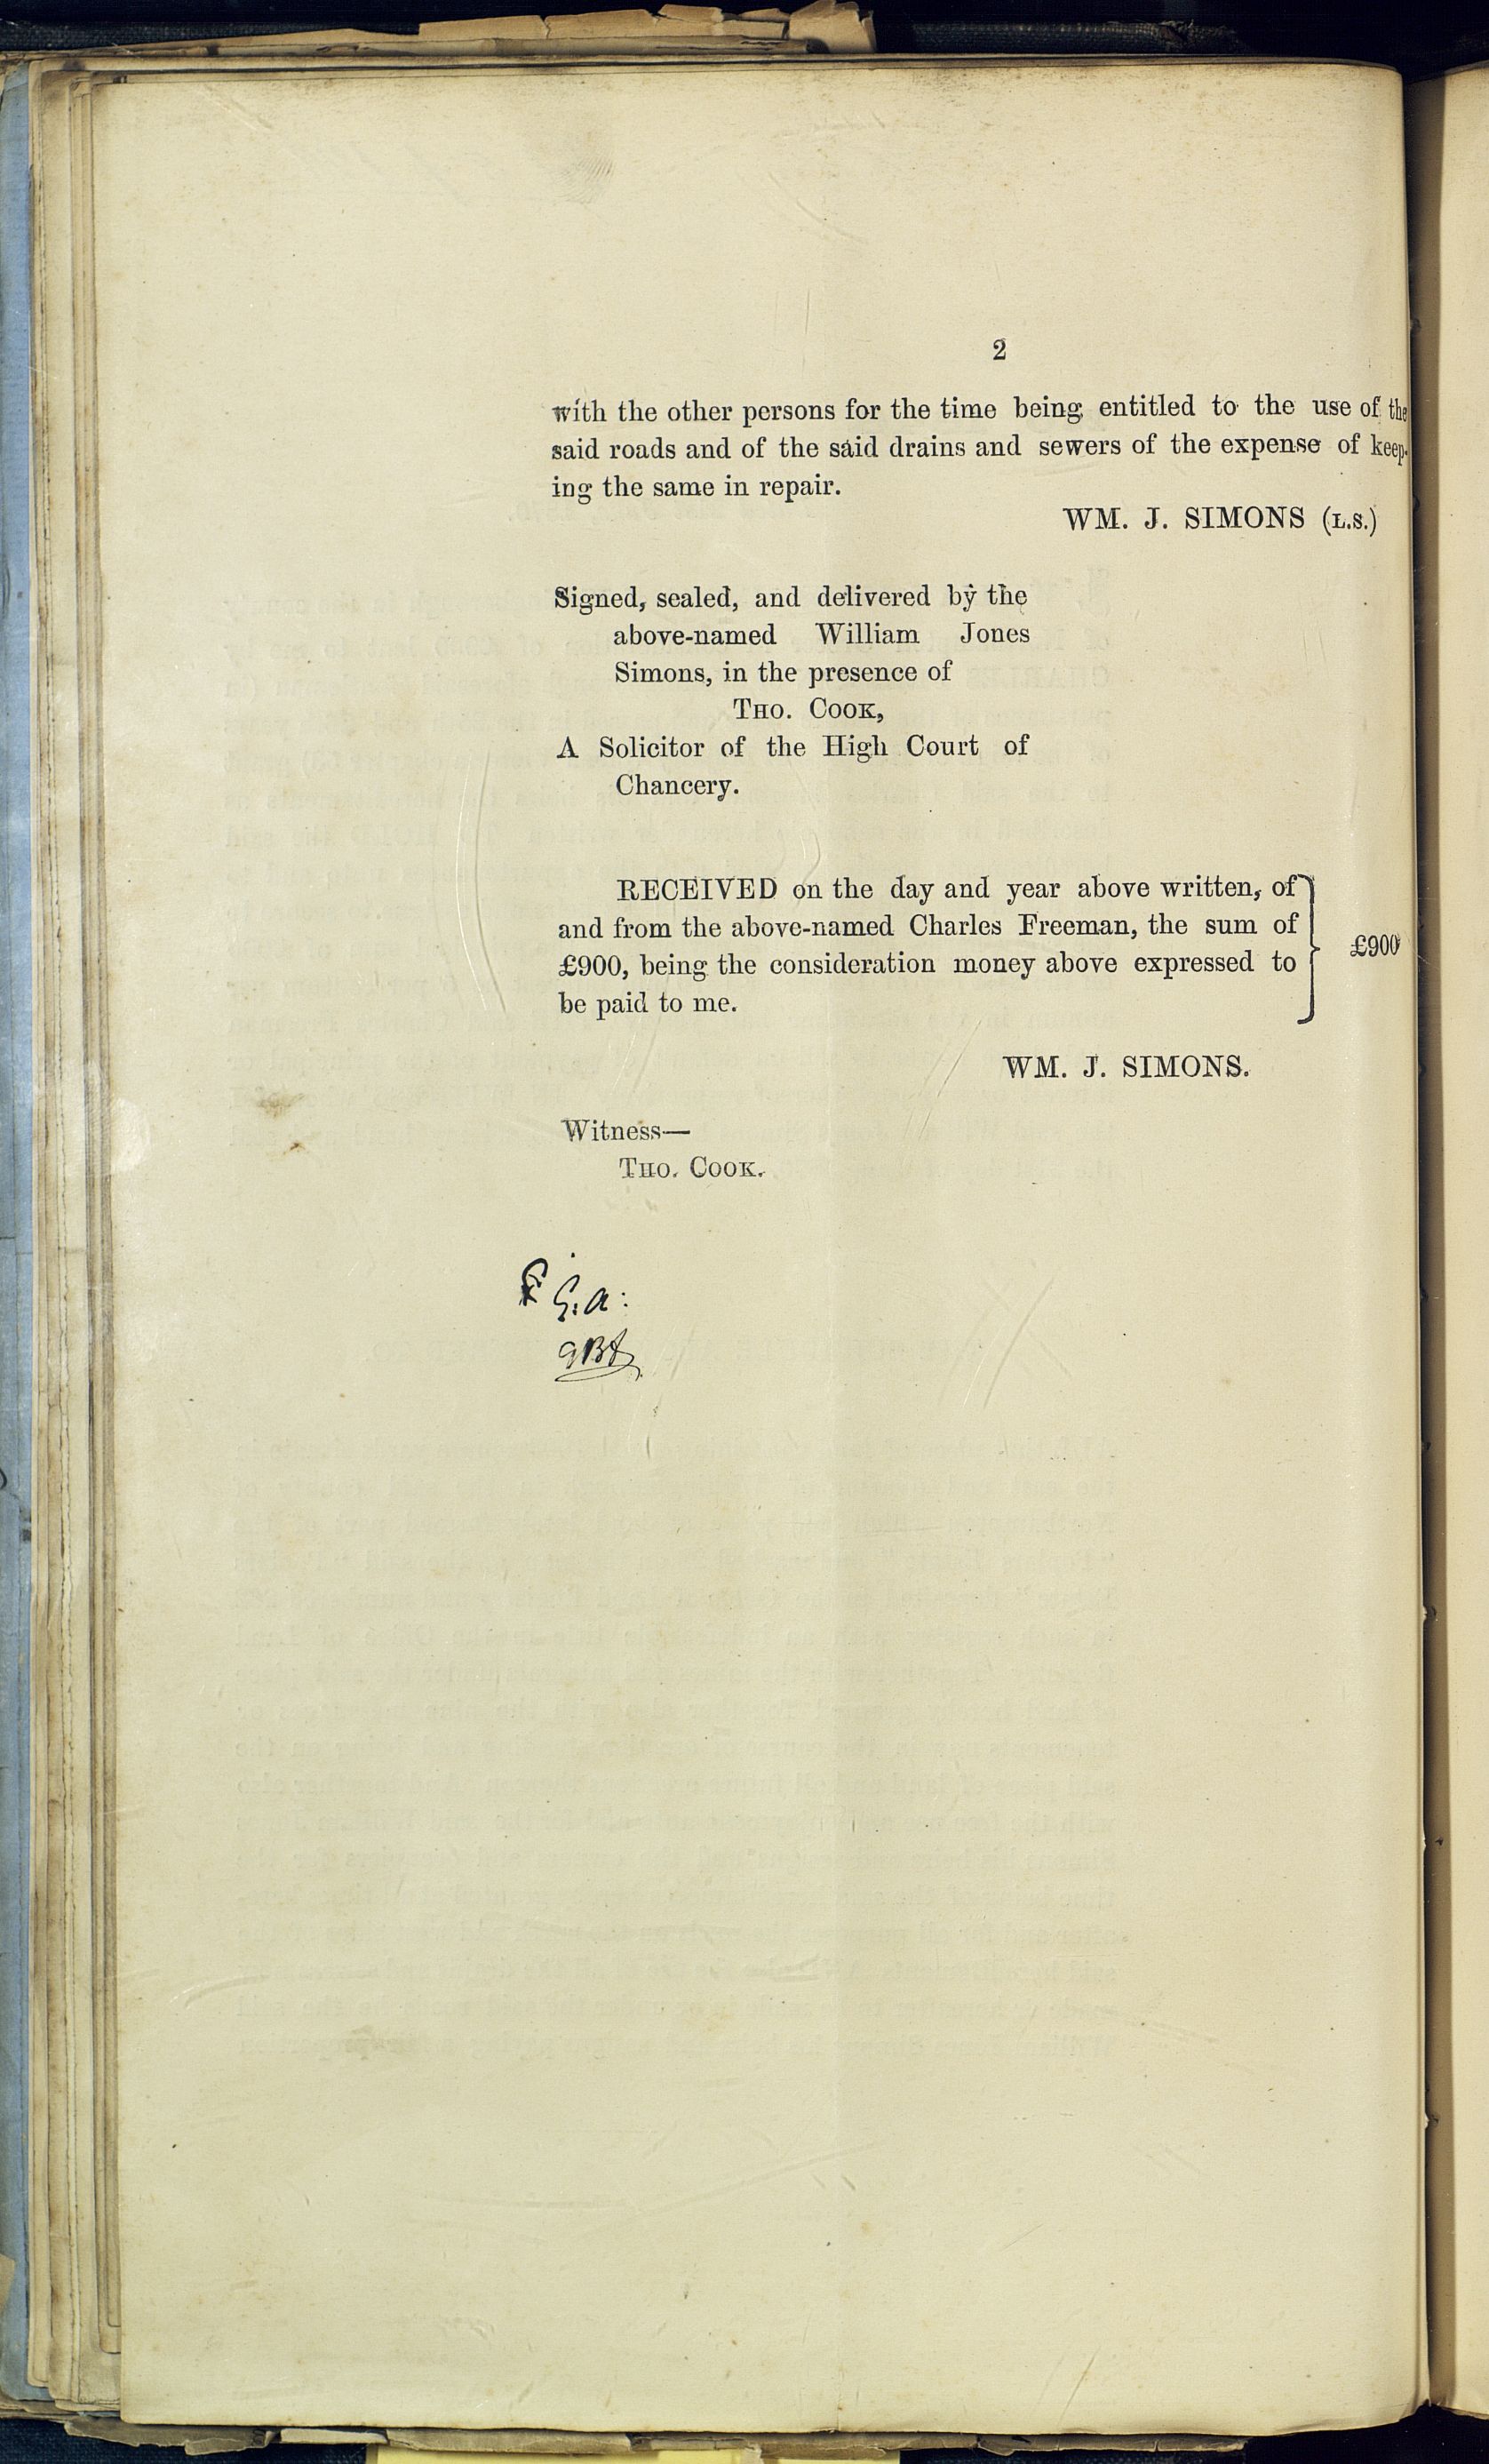 2
with the other persons for the time being entitled to the use of the
said roads and of the said drains and sewers of the expense of keep-
ing the same in repair.
WM. J. SIMONS (L.S.)
Signed, sealed, and delivered by the
above-named William Jones
Simons, in the presence of
THO. COOK,
A Solicitor of the High Court of
Chancery.
RECEIVED on the day and year above written, of
and from the above-named Charles Freeman, the sum of
£900, being the consideration money above expressed to
be paid to me.
£900
WM. J. SIMONS.
Witness—
THO. COOK.